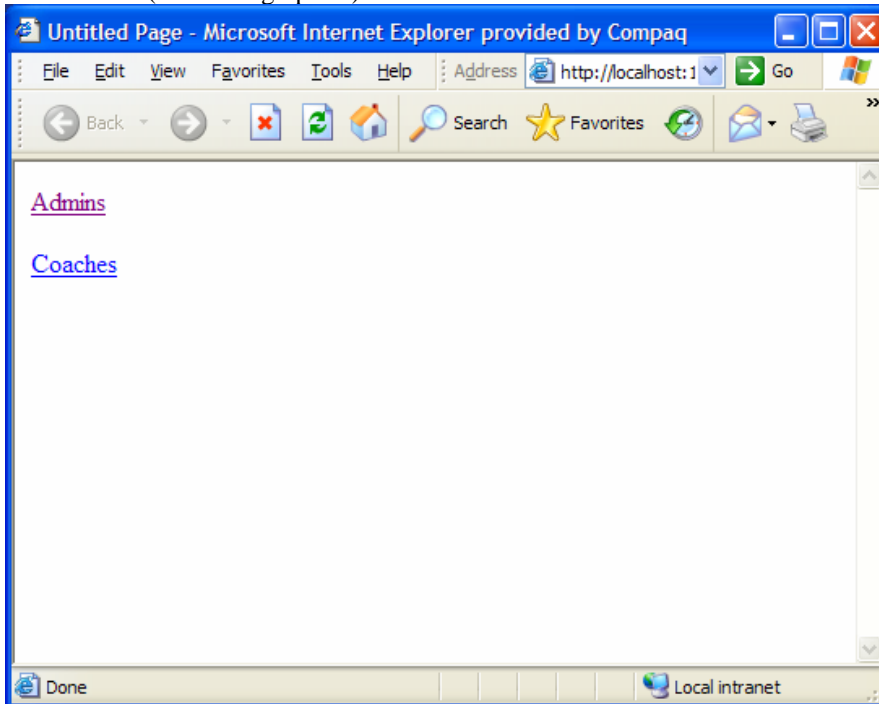 Untitled Page - Microsoft Internet Explorer provided by Compaq
File Edit View Favorites Tools Help Address http://localhost:1 Go
Back Search Favorites »
Admins
Coaches
Done Local intranet